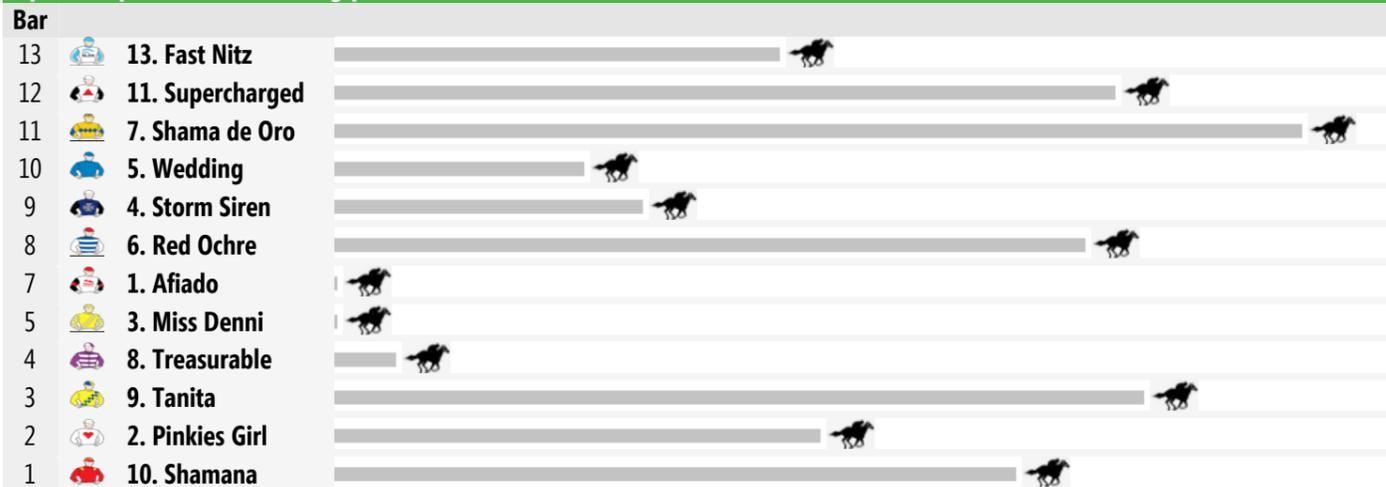 Bar
13 13. Fast Nitz
12 11. Supercharged
11 7. Shama de Oro
10 5. Wedding
9 4. Storm Siren
8 6. Red Ochre
7 1. Afiado
5 3. Miss Denni
4 8. Treasurable
3 9. Tanita
2 2. Pinkies Girl
1 10. Shamana